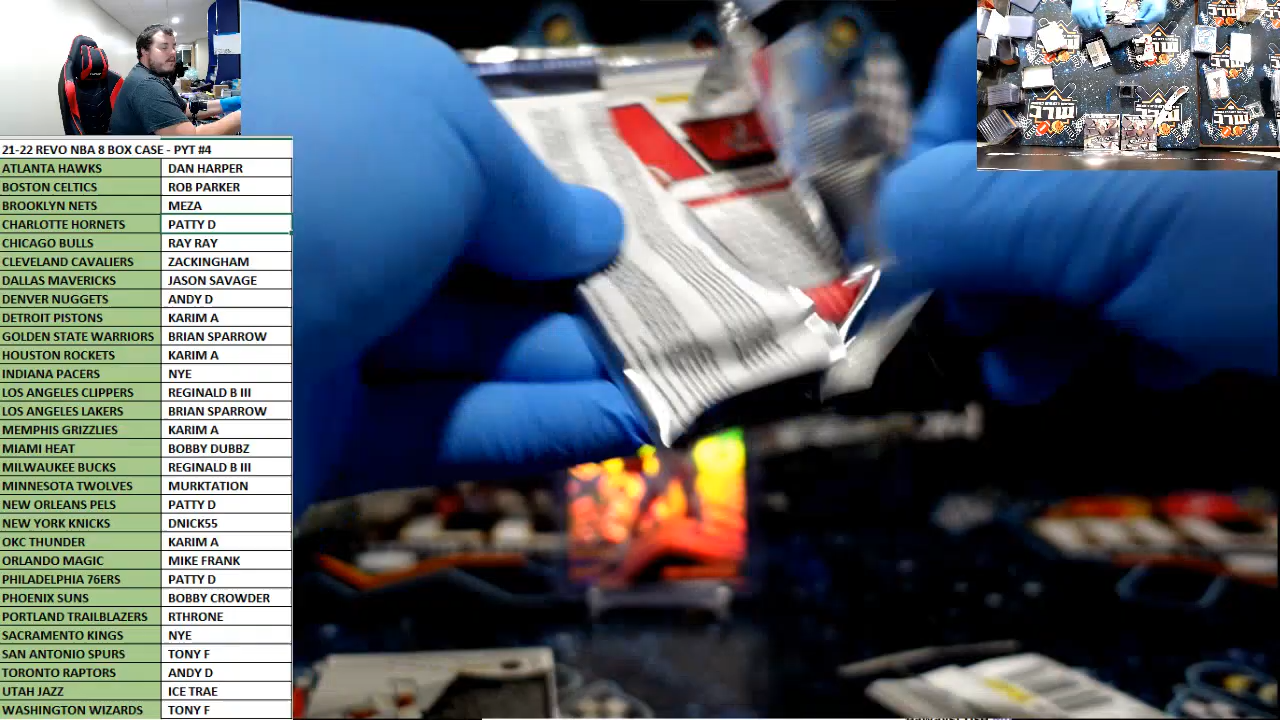 21-22 REVO NBA 8 BOX CASE - PYT #4
ATLANTA HAWKS DAN HARPER
BOSTON CELTICS ROB PARKER
BROOKLYN NETS MEZA
CHARLOTTE HORNETS PATTY D
CHICAGO BULLS RAY RAY
CLEVELAND CAVALIERS ZACKINGHAM
DALLAS MAVERICKS JASON SAVAGE
DENVER NUGGETS ANDY D
DETROIT PISTONS KARIM A
GOLDEN STATE WARRIORS BRIAN SPARROW
HOUSTON ROCKETS KARIM A
INDIANA PACERS NYE
LOS ANGELES CLIPPERS REGINALD B III
LOS ANGELES LAKERS BRIAN SPARROW
MEMPHIS GRIZZLIES KARIM A
MIAMI HEAT BOBBY DUBBZ
MILWAUKEE BUCKS REGINALD B III
MINNESOTA TWOLVES MURKTATION
NEW ORLEANS PELS PATTY D
NEW YORK KNICKS DNICK55
OKC THUNDER KARIM A
ORLANDO MAGIC MIKE FRANK
PHILADELPHIA 76ERS PATTY D
PHOENIX SUNS BOBBY CROWDER
PORTLAND TRAILBLAZERS RTHRONE
SACRAMENTO KINGS NYE
SAN ANTONIO SPURS TONY F
TORONTO RAPTORS ANDY D
UTAH JAZZ ICE TRAE
WASHINGTON WIZARDS TONY F